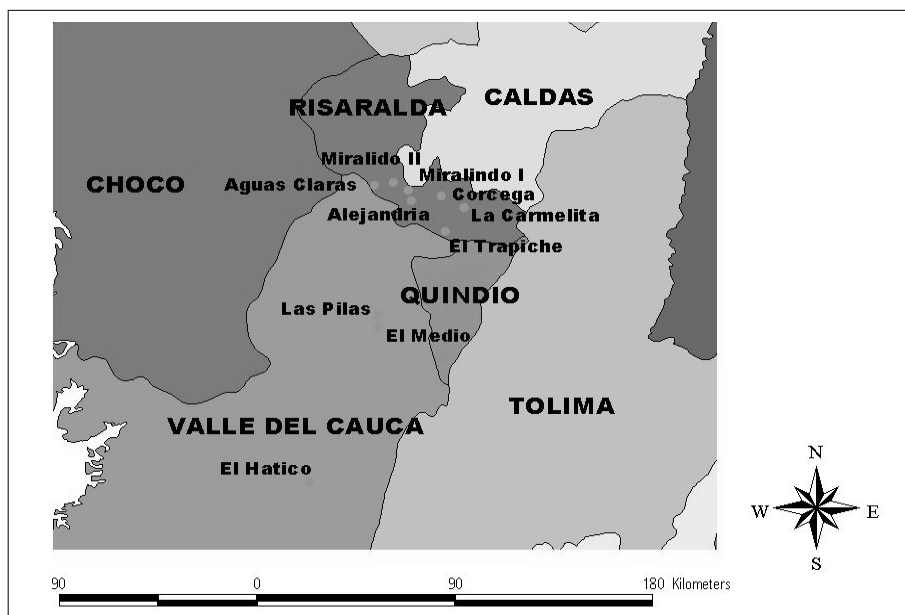 CALDAS
RISARALDA
Miralido II
Miralindo I
CHOCO
Aguas Claras
Corcega
Alejandria
La Carmelita
El Trapiche
QUINDIO
Las Pilas
El Medio
TOLIMA
VALLE DEL CAUCA
El Hatico
N
W
E
S
90 0 90 180 Kilometers